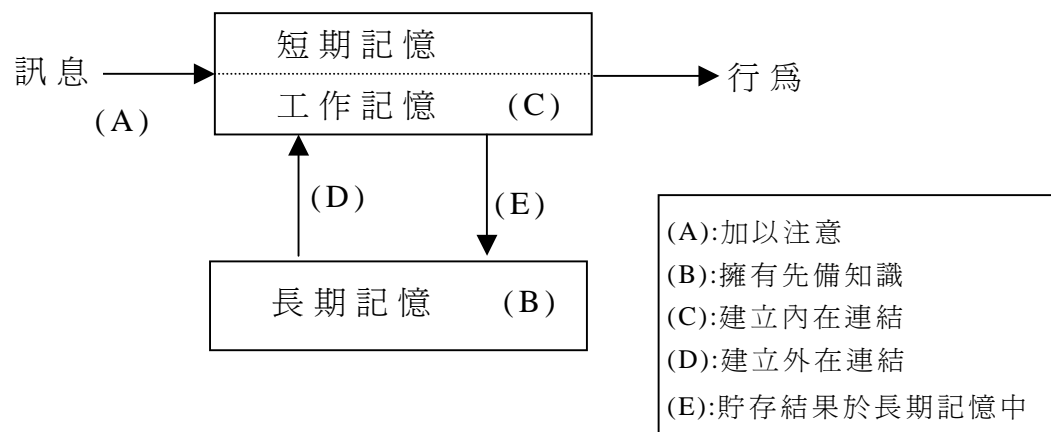 短期記憶
訊息
行為
(A)
工作記憶 (C)
(D)
(E)
長期記憶 (B)
(A):加以注意
(B):擁有先備知識
(C):建立內在連結
(D):建立外在連結
(E):貯存結果於長期記憶中